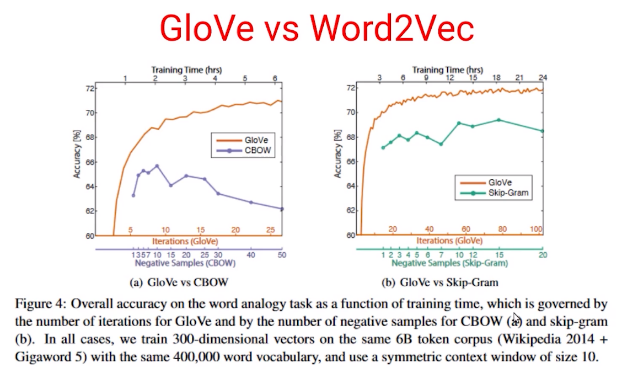 GloVe vs Word2Vec
Training Time (hrs)
1 2 3 4 5 6
72
70
68
66
64
62
60
Accuracy [%]
GloVe
CBOW
5 10 15 20 25
Iterations (GloVe)
1 3 5 7 10 15 20 25 30 40 50
Negative Samples (CBOW)
(a) GloVe vs CBOW
Training Time (hrs)
3 6 9 12 15 18 21 24
72
70
68
66
64
62
60
Accuracy [%]
GloVe
Skip-Gram
20 40 60 80 100
Iterations (GloVe)
1 2 3 4 5 6 7 10 12 15 20
Negative Samples (Skip-Gram)
(b) GloVe vs Skip-Gram
Figure 4: Overall accuracy on the word analogy task as a function of training time, which is governed by
the number of iterations for GloVe and by the number of negative samples for CBOW (a) and skip-gram
(b). In all cases, we train 300-dimensional vectors on the same 6B token corpus (Wikipedia 2014 +
Gigaword 5) with the same 400,000 word vocabulary, and use a symmetric context window of size 10.